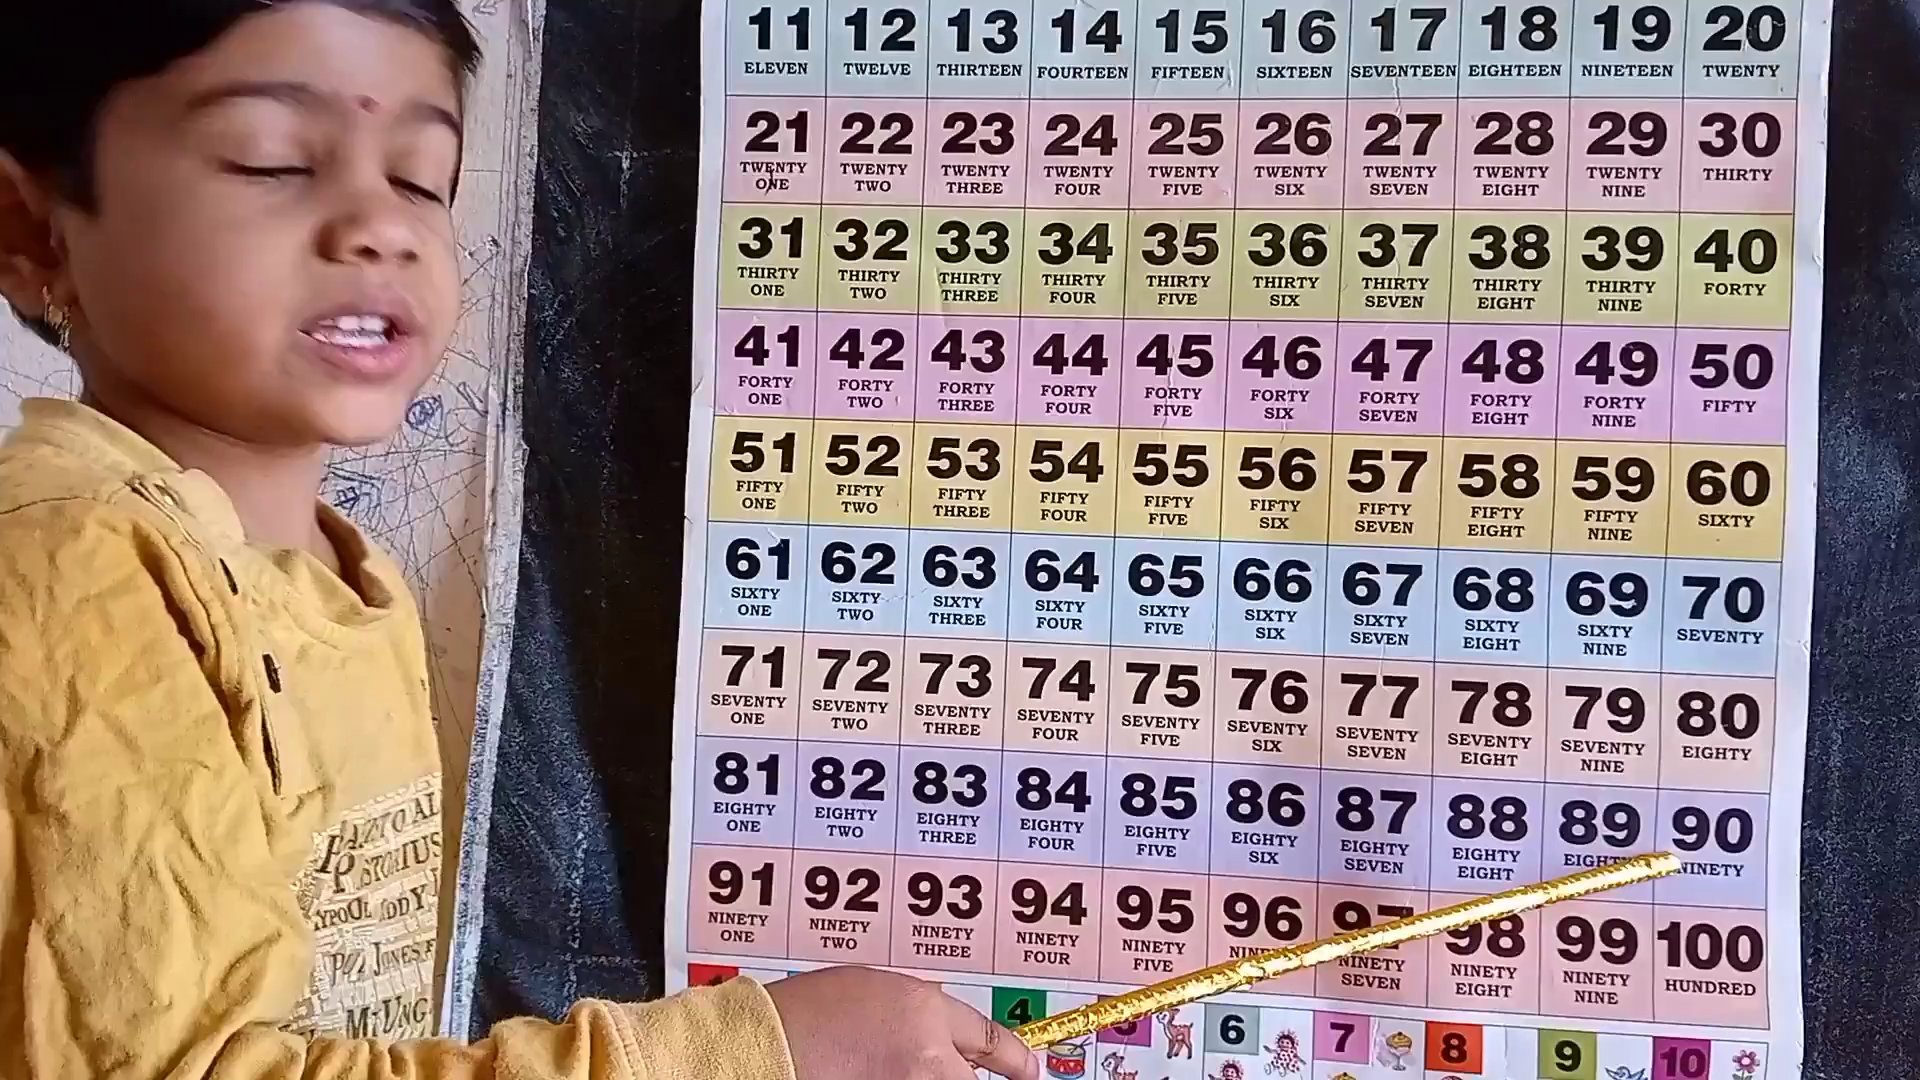 11 12 13 14 15 16 17 18 19 20
ELEVEN TWELVE THIRTEEN FOURTEEN FIFTEEN SIXTEEN SEVENTEEN EIGHTEEN NINETEEN TWENTY
21 22 23 24 25 26 27 28 29 30
TWENTY TWENTY TWENTY TWENTY TWENTY TWENTY TWENTY TWENTY TWENTY THIRTY
ONE TWO THREE FOUR FIVE SIX SEVEN EIGHT NINE
31 32 33 34 35 36 37 38 39 40
THIRTY THIRTY THIRTY THIRTY THIRTY THIRTY THIRTY THIRTY THIRTY FORTY
ONE TWO THREE FOUR FIVE SIX SEVEN EIGHT NINE
41 42 43 44 45 46 47 48 49 50
FORTY FORTY FORTY FORTY FORTY FORTY FORTY FORTY FORTY FIFTY
ONE TWO THREE FOUR FIVE SIX SEVEN EIGHT NINE
51 52 53 54 55 56 57 58 59 60
FIFTY FIFTY FIFTY FIFTY FIFTY FIFTY FIFTY FIFTY FIFTY SIXTY
ONE TWO THREE FOUR FIVE SIX SEVEN EIGHT NINE
61 62 63 64 65 66 67 68 69 70
SIXTY SIXTY SIXTY SIXTY SIXTY SIXTY SIXTY SIXTY SIXTY SEVENTY
ONE TWO THREE FOUR FIVE SIX SEVEN EIGHT NINE
71 72 73 74 75 76 77 78 79 80
SEVENTY SEVENTY SEVENTY SEVENTY SEVENTY SEVENTY SEVENTY SEVENTY SEVENTY EIGHTY
ONE TWO THREE FOUR FIVE SIX SEVEN EIGHT NINE
81 82 83 84 85 86 87 88 89 90
EIGHTY EIGHTY EIGHTY EIGHTY EIGHTY EIGHTY EIGHTY EIGHTY NINETY
ONE TWO THREE FOUR FIVE SIX SEVEN EIGHT
91 92 93 94 95 96 97 98 99 100
NINETY NINETY NINETY NINETY NINETY NINETY NINETY NINETY HUNDRED
ONE TWO THREE FOUR FIVE SEVEN EIGHT NINE
4 5 6 7 8 9 10